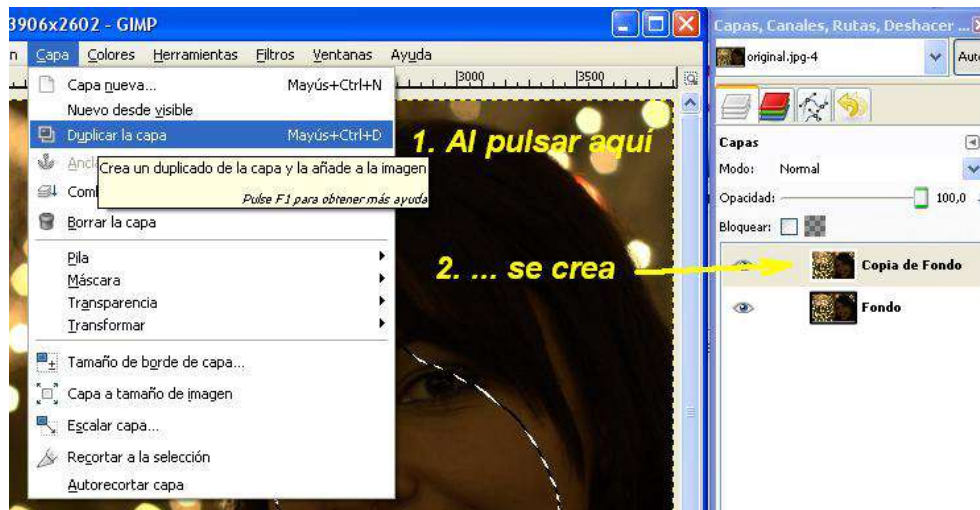 3906x2602 - GIMP
n Capa Colores Herramientas Filtros Ventanas Ayuda
3000 3500
Capa nueva... Mayús+Ctrl+N
Nuevo desde visible
Duplicar la capa Mayús+Ctrl+D
Crea un duplicado de la capa y la añade a la imagen
Pulse F1 para obtener más ayuda
Borrar la capa
Pila
Máscara
Transparencia
Transformar
Tamaño de borde de capa...
Capa a tamaño de imagen
Escalar capa...
Recortar a la selección
Autorecortar capa
1. Al pulsar aquí
2. ... se crea
Capas, Canales, Rutas, Deshacer ...
original.jpg-4 Aut
Capas
Modo: Normal
Opacidad: 100,0
Bloquear:
Copia de Fondo
Fondo